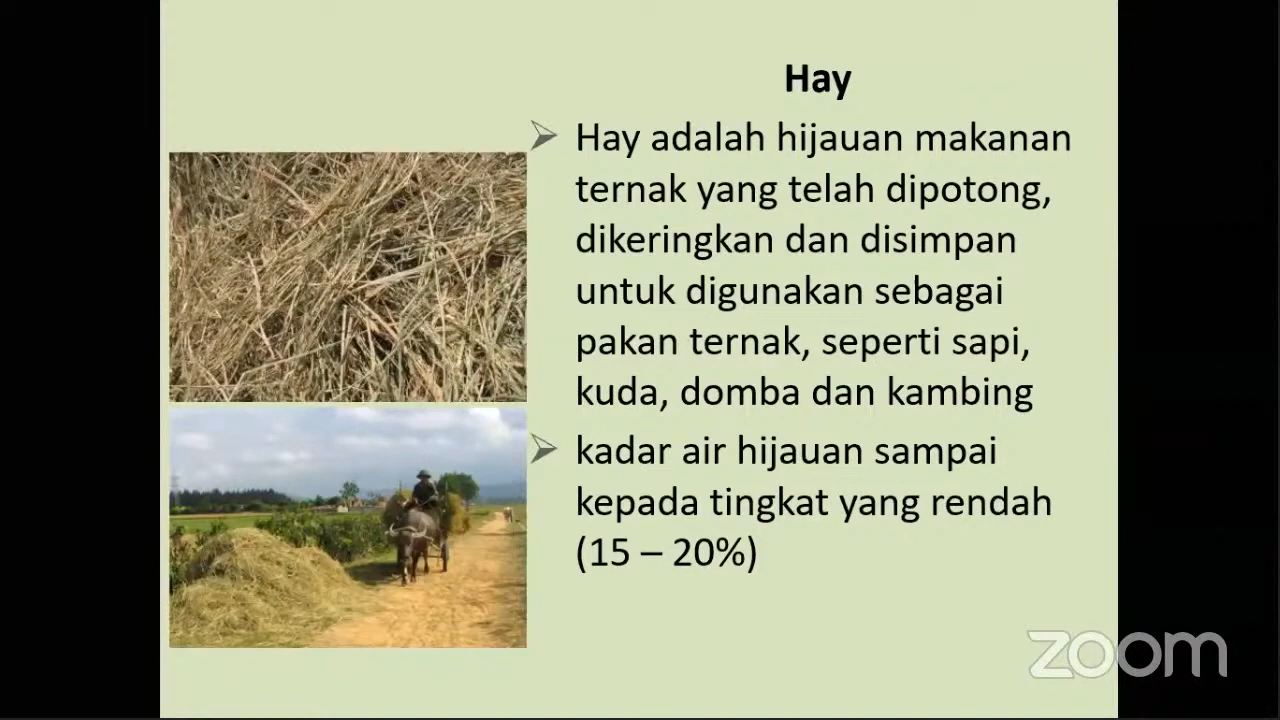 Hay
Hay adalah hijauan makanan
ternak yang telah dipotong,
dikeringkan dan disimpan
untuk digunakan sebagai
pakan ternak, seperti sapi,
kuda, domba dan kambing
kadar air hijauan sampai
kepada tingkat yang rendah
(15 – 20%)
zoom